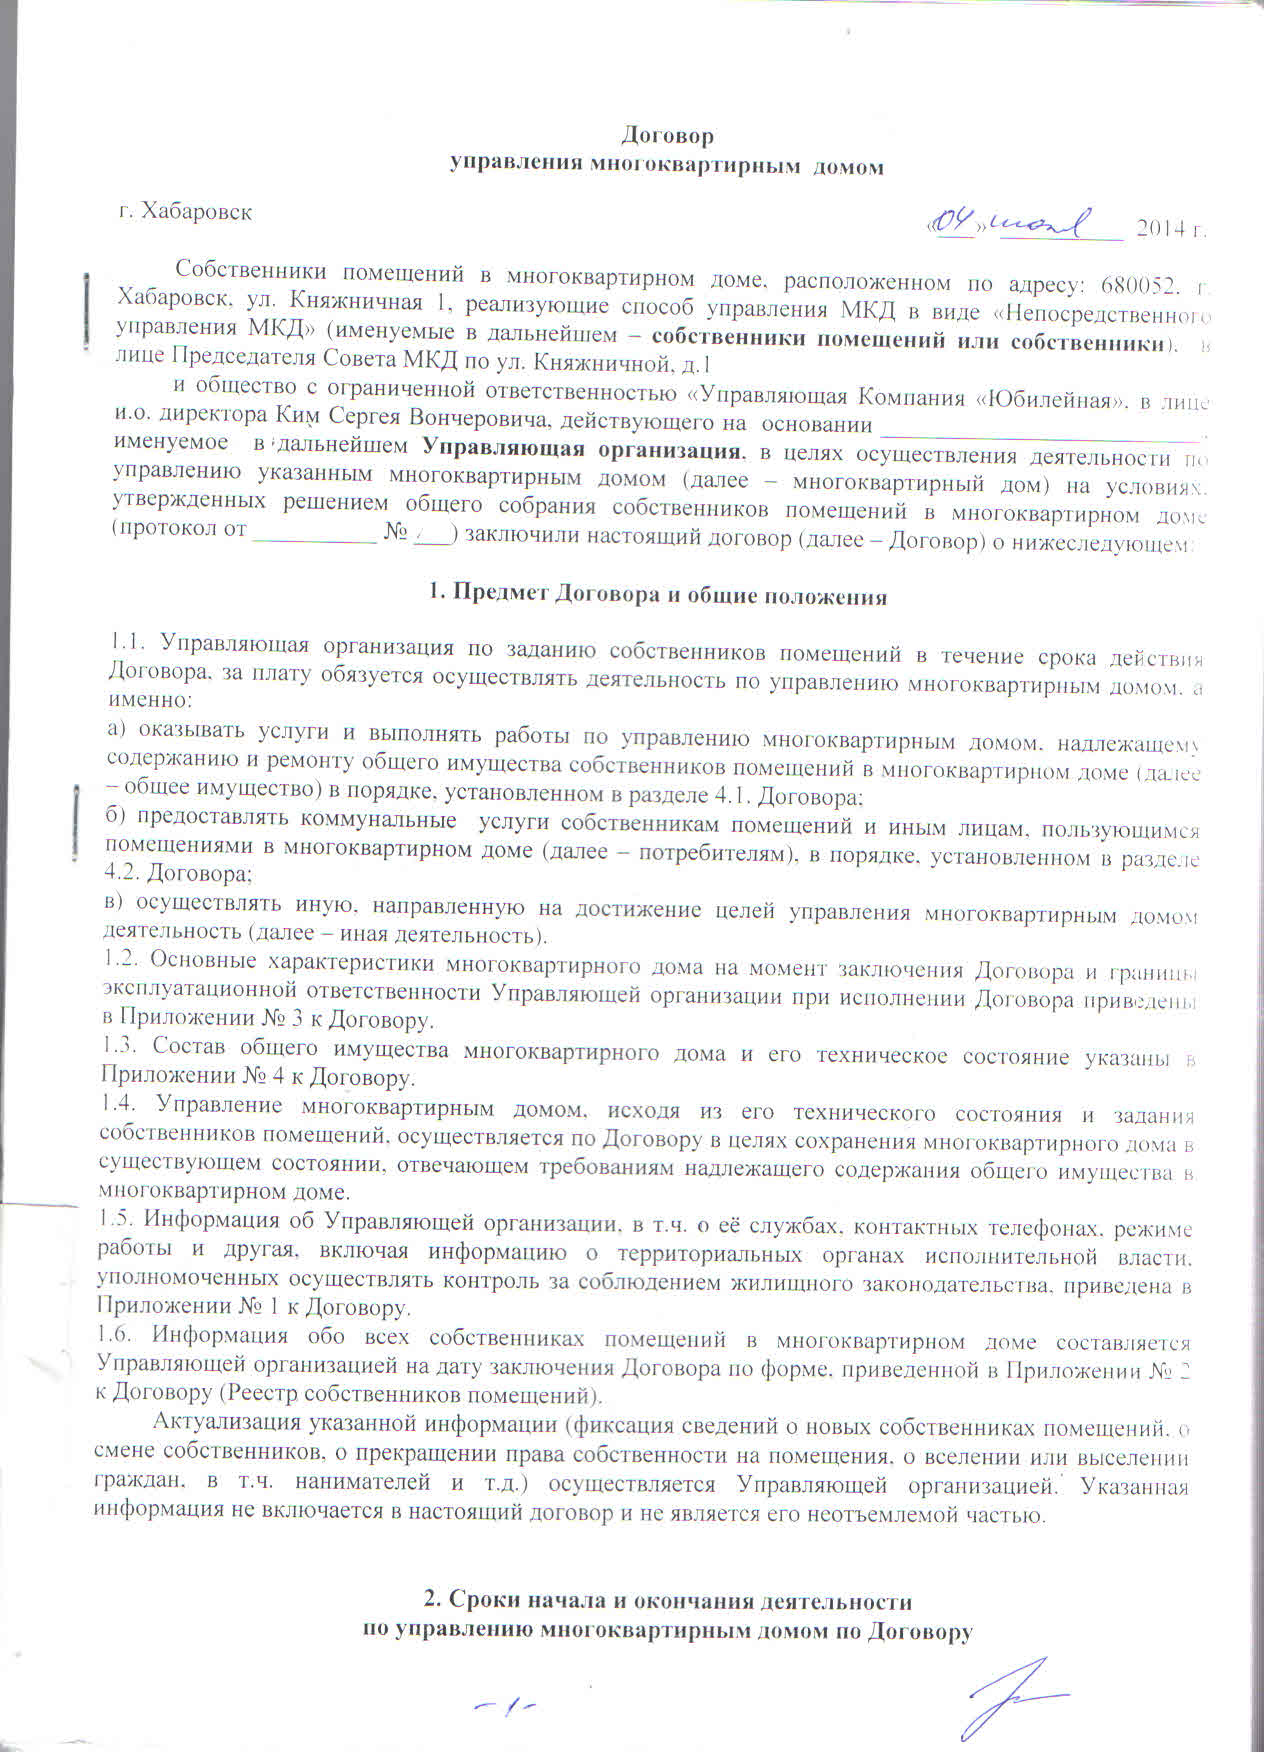 Договор
управления многоквартирным домом
г. Хабаровск
«04» июля 2014 г.
Собственники помещений в многоквартирном доме, расположенном по адресу: 680052. г.
Хабаровск, ул. Княжничная 1, реализующие способ управления МКД в виде «Непосредственного
управления МКД» (именуемые в дальнейшем – собственники помещений или собственники), в
лице Председателя Совета МКД по ул. Княжничной, д.1
и общество с ограниченной ответственностью «Управляющая Компания «Юбилейная», в лице
и.о. директора Ким Сергея Вончеровича, действующего на основании ________________________,
именуемое в дальнейшем Управляющая организация, в целях осуществления деятельности по
управлению указанным многоквартирным домом (далее – многоквартирный дом) на условиях,
утвержденных решением общего собрания собственников помещений в многоквартирном доме
(протокол от __________ № ___) заключили настоящий договор (далее – Договор) о нижеследующем:
1. Предмет Договора и общие положения
1.1. Управляющая организация по заданию собственников помещений в течение срока действия
Договора, за плату обязуется осуществлять деятельность по управлению многоквартирным домом, а
именно:
а) оказывать услуги и выполнять работы по управлению многоквартирным домом, надлежащему
содержанию и ремонту общего имущества собственников помещений в многоквартирном доме (далее
– общее имущество) в порядке, установленном в разделе 4.1. Договора;
б) предоставлять коммунальные услуги собственникам помещений и иным лицам, пользующимся
помещениями в многоквартирном доме (далее – потребителям), в порядке, установленном в разделе
4.2. Договора;
в) осуществлять иную, направленную на достижение целей управления многоквартирным домом
деятельность (далее – иная деятельность).
1.2. Основные характеристики многоквартирного дома на момент заключения Договора и границы
эксплуатационной ответственности Управляющей организации при исполнении Договора приведены
в Приложении № 3 к Договору.
1.3. Состав общего имущества многоквартирного дома и его техническое состояние указаны в
Приложении № 4 к Договору.
1.4. Управление многоквартирным домом, исходя из его технического состояния и задания
собственников помещений, осуществляется по Договору в целях сохранения многоквартирного дома в
существующем состоянии, отвечающем требованиям надлежащего содержания общего имущества в
многоквартирном доме.
1.5. Информация об Управляющей организации, в т.ч. о её службах, контактных телефонах, режиме
работы и другая, включая информацию о территориальных органах исполнительной власти,
уполномоченных осуществлять контроль за соблюдением жилищного законодательства, приведена в
Приложении № 1 к Договору.
1.6. Информация обо всех собственниках помещений в многоквартирном доме составляется
Управляющей организацией на дату заключения Договора по форме, приведенной в Приложении № 2
к Договору (Реестр собственников помещений).
Актуализация указанной информации (фиксация сведений о новых собственниках помещений, о
смене собственников, о прекращении права собственности на помещения, о вселении или выселении
граждан, в т.ч. нанимателей и т.д.) осуществляется Управляющей организацией. Указанная
информация не включается в настоящий договор и не является его неотъемлемой частью.
2. Сроки начала и окончания деятельности
по управлению многоквартирным домом по Договору
- 1 -